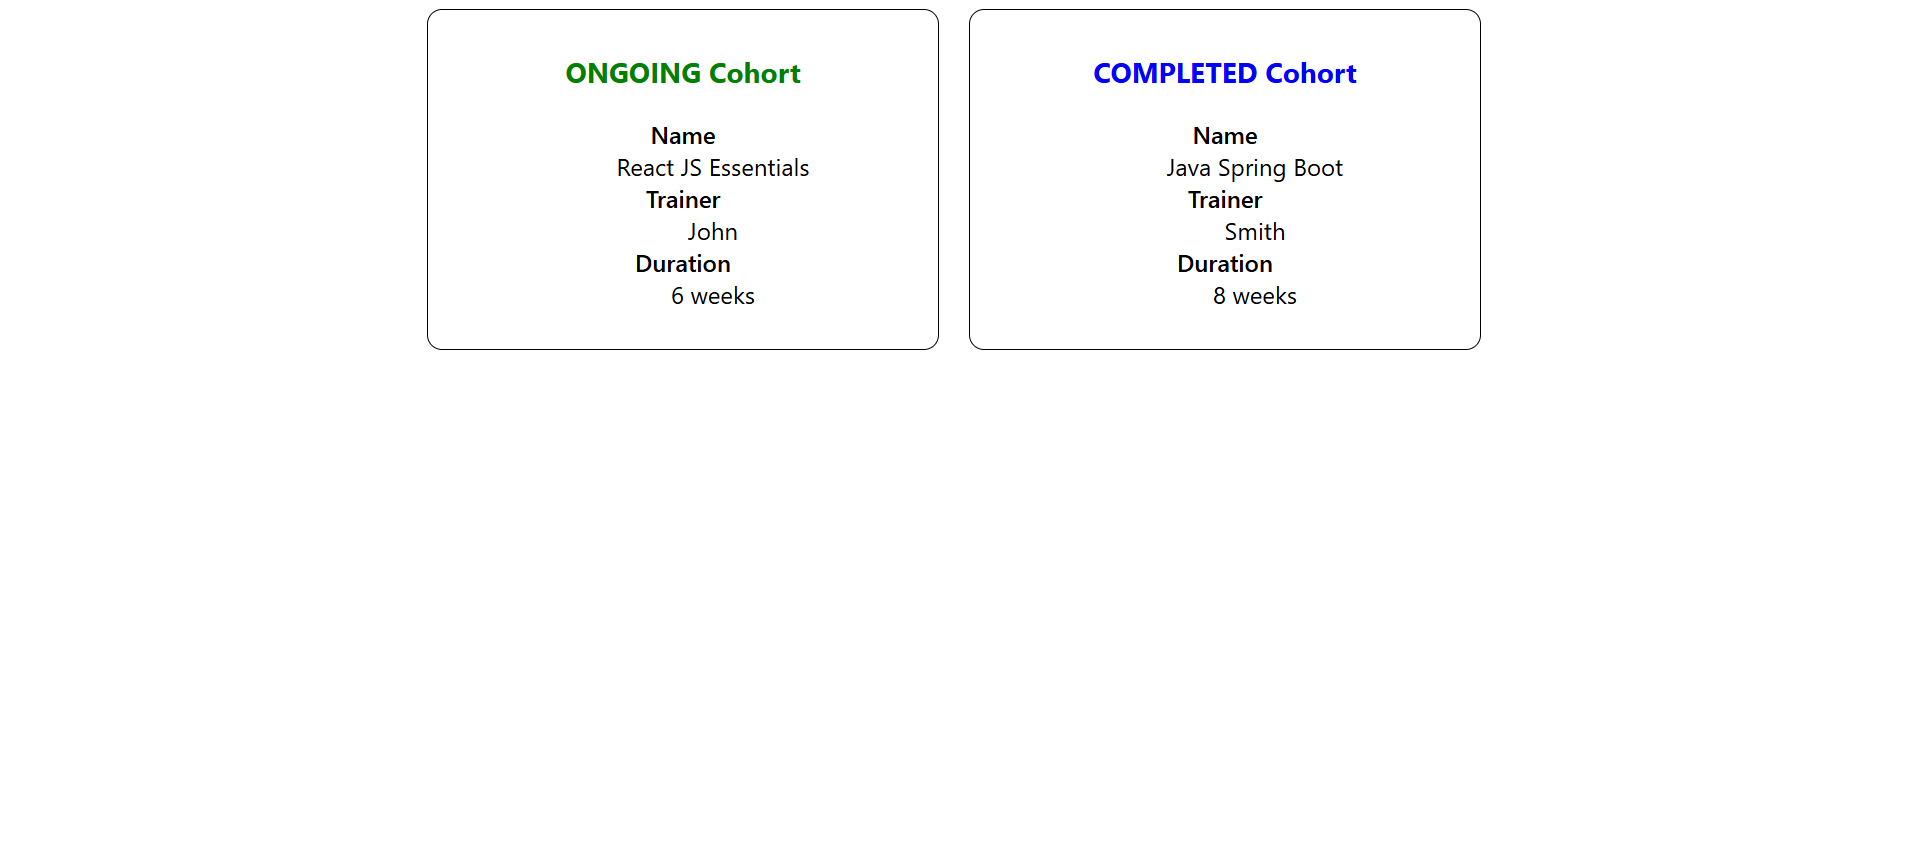 ONGOING Cohort
Name
React JS Essentials
Trainer
John
Duration
6 weeks
COMPLETED Cohort
Name
Java Spring Boot
Trainer
Smith
Duration
8 weeks